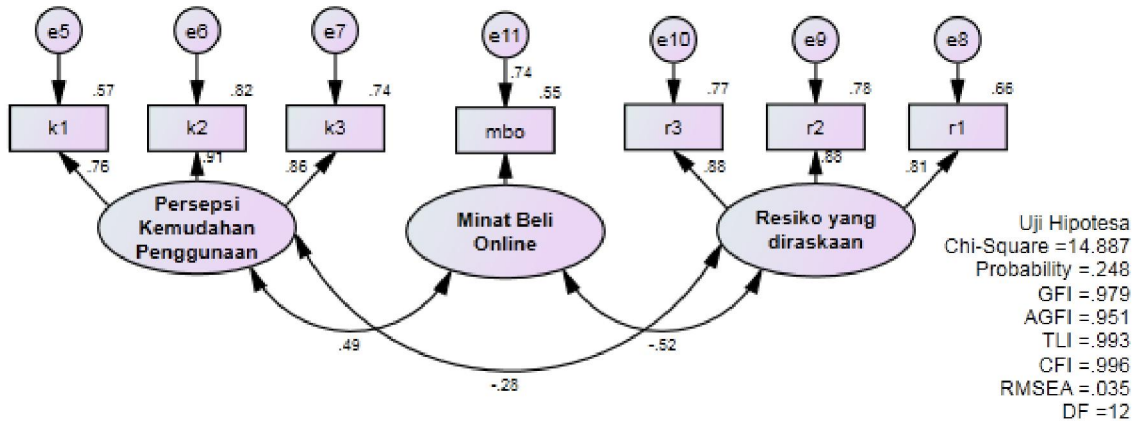 e5
e6
e7
e11
e10
e9
e8
.57
.82
.74
.74
.55
.77
.78
.66
k1
k2
k3
mbo
r3
r2
r1
.76
.91
.86
.88
.88
.81
Persepsi
Kemudahan
Penggunaan
Minat Beli
Online
Resiko yang
diraskaan
.49
-.52
-.28
Uji Hipotesa
Chi-Square =14.887
Probability =.248
GFI =.979
AGFI =.951
TLI =.993
CFI =.996
RMSEA =.035
DF =12